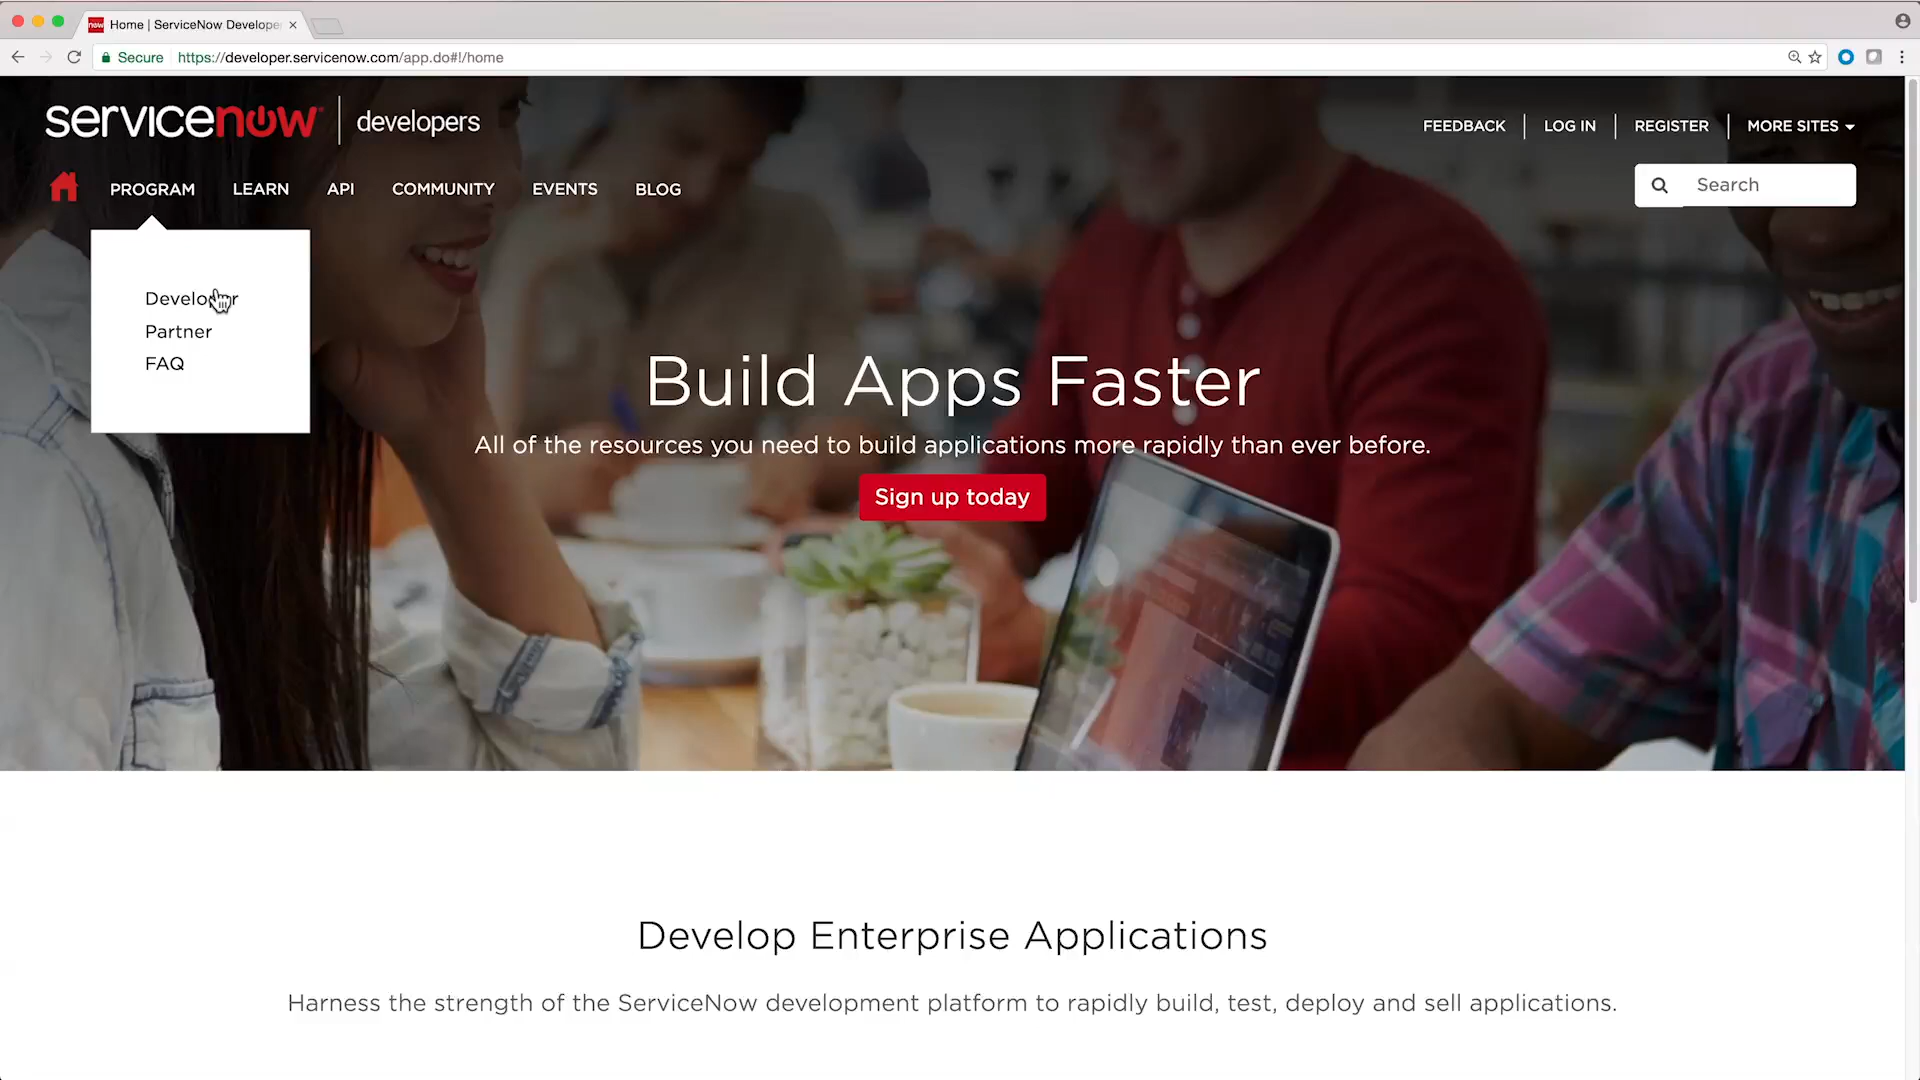 Home | ServiceNow Develope
Secure https://developer.servicenow.com/app.do#!/home
servicenow developers
FEEDBACK LOG IN REGISTER MORE SITES
PROGRAM LEARN API COMMUNITY EVENTS BLOG
Search
Developer
Partner
FAQ
Build Apps Faster
All of the resources you need to build applications more rapidly than ever before.
Sign up today
Develop Enterprise Applications
Harness the strength of the ServiceNow development platform to rapidly build, test, deploy and sell applications.